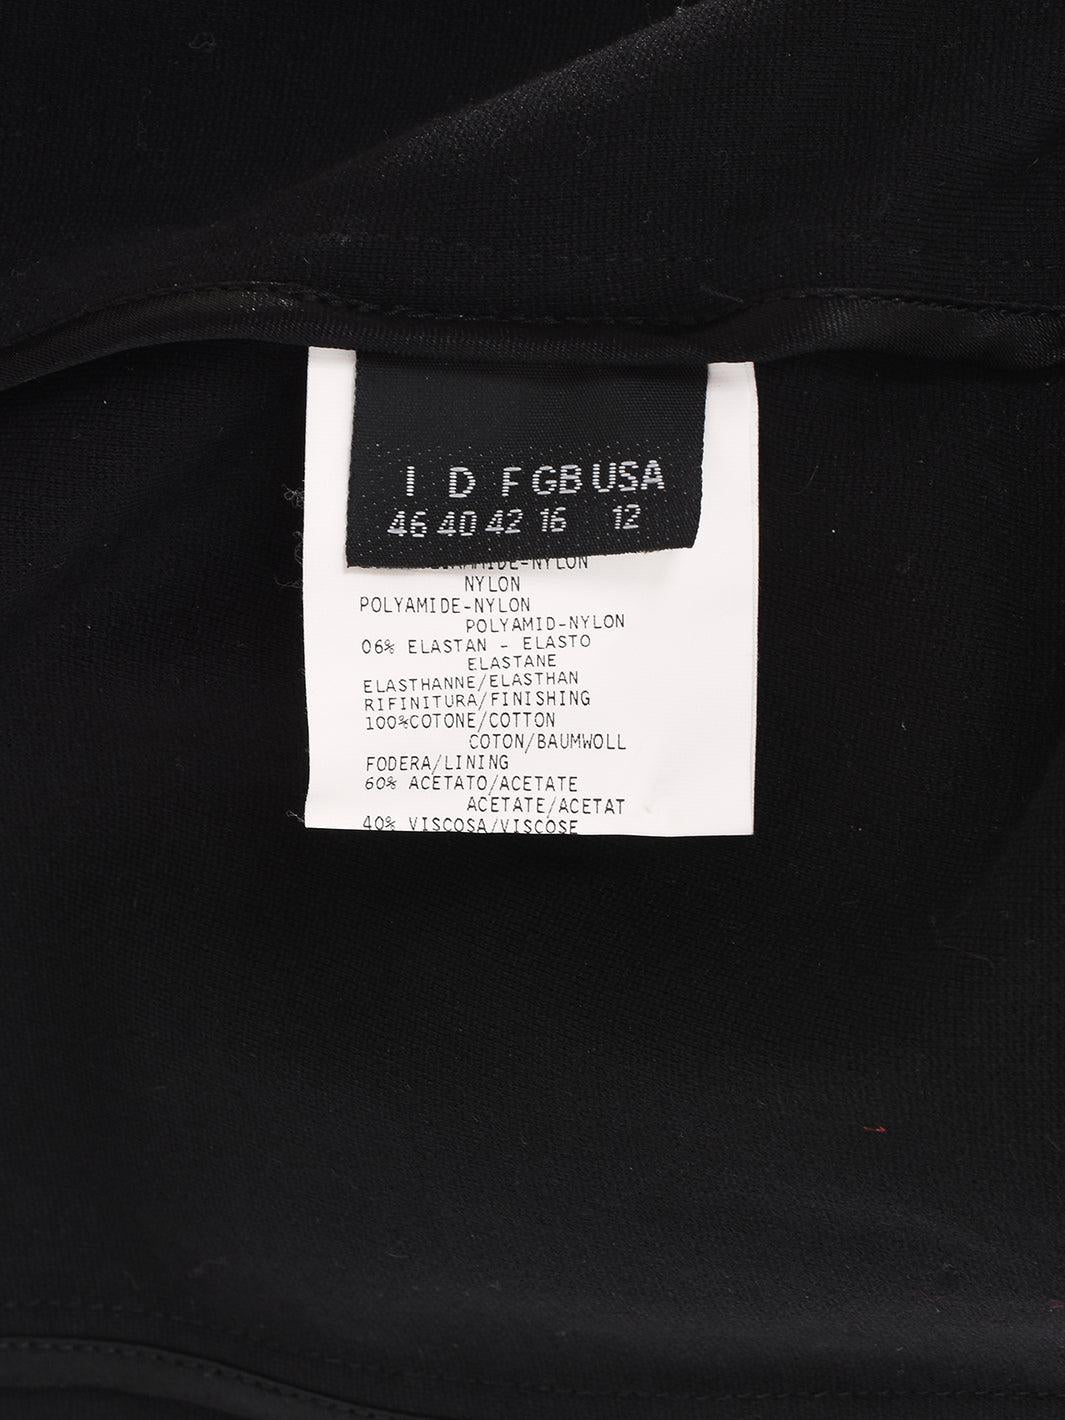 I D F GB USA
46 40 42 16 12
NYLON
POLYAMIDE-NYLON
POLYAMID-NYLON
06% ELASTAN - ELASTO
ELASTANE
ELASTHANNE/ELASTHAN
RIFINITURA/FINISHING
100%COTONE/COTTON
COTON/BAUMWOLL
FODERA/LINING
60% ACETATO/ACETATE
ACETATE/ACETAT
40% VISCOSA/VISCOSE